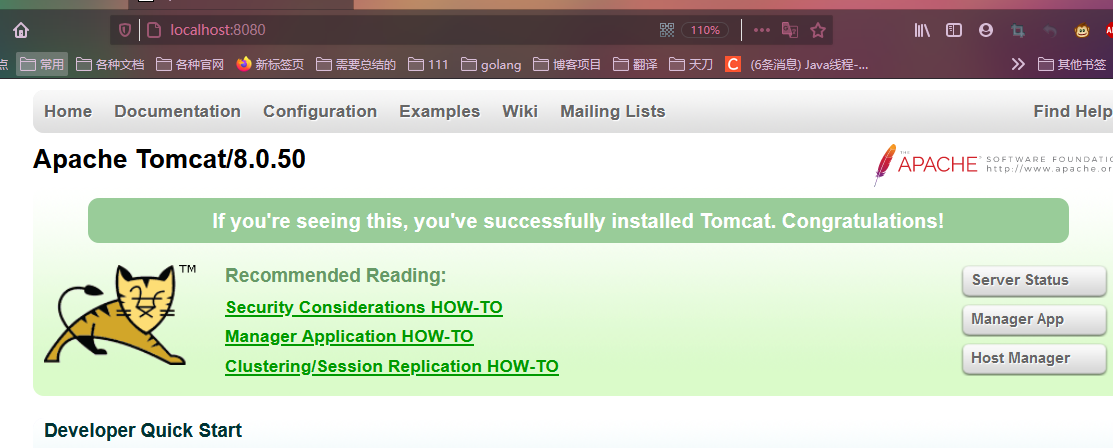 localhost:8080
110%
点 常用 各种文档 各种官网 新标签页 需要总结的 111 golang 博客项目 翻译 天刀 C (6条消息) Java线程-... 其他书签
Home Documentation Configuration Examples Wiki Mailing Lists Find Help
Apache Tomcat/8.0.50
THE
APACHE SOFTWARE FOUNDATIO
http://www.apache.or
If you're seeing this, you've successfully installed Tomcat. Congratulations!
TM
Recommended Reading:
Security Considerations HOW-TO
Manager Application HOW-TO
Clustering/Session Replication HOW-TO
Server Status
Manager App
Host Manager
Developer Quick Start